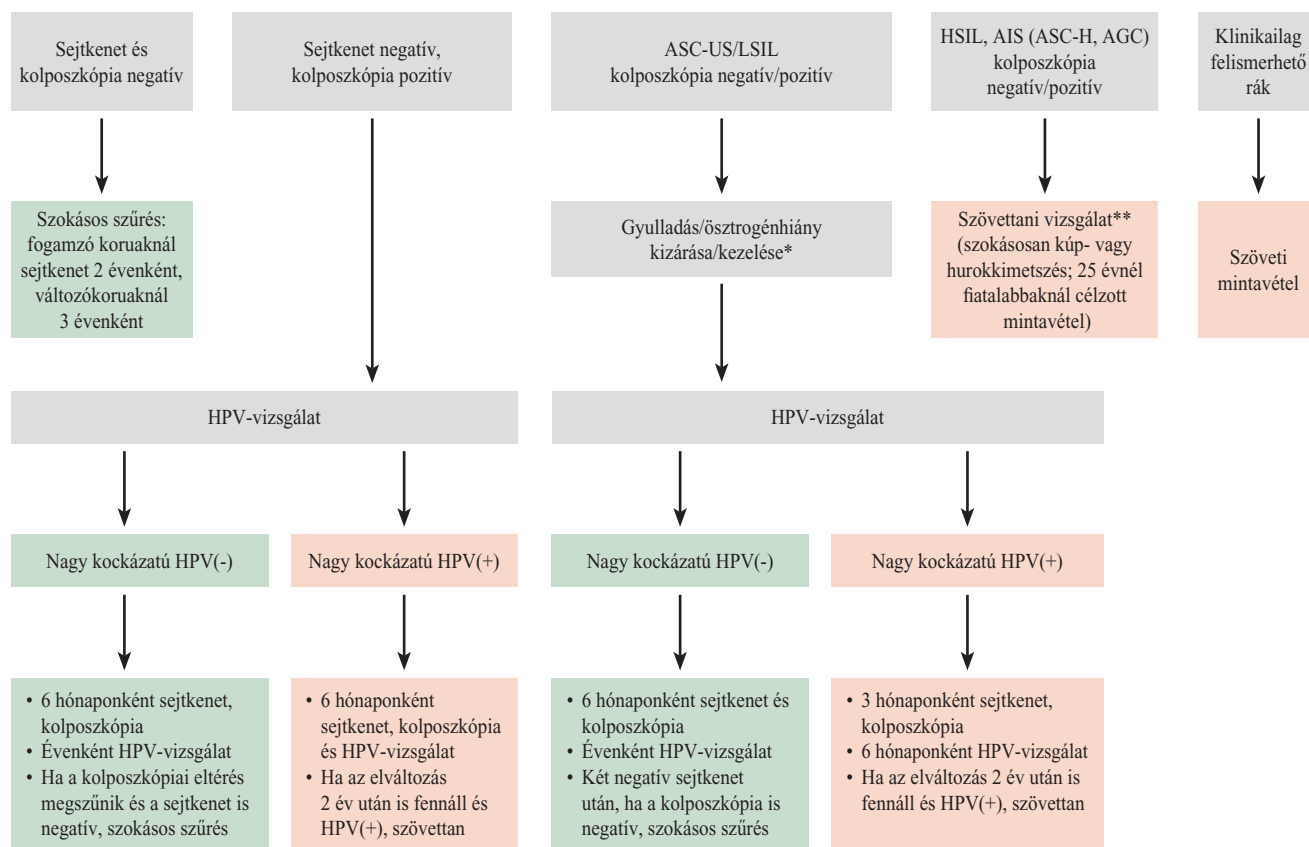 Sejtkenet és
kolposzkópia negatív
Sejtkenet negatív,
kolposzkópia pozitív
ASC-US/LSIL
kolposzkópia negatív/pozitív
HSIL, AIS (ASC-H, AGC)
kolposzkópia
negatív/pozitív
Klinikailag
felismerhető
rák
Szokásos szűrés:
fogamzó koruaknál
sejtkenet 2 évenként,
változókoruaknál
3 évenként
Gyulladás/ösztrogénhiány
kizárása/kezelése*
Szövettani vizsgálat**
(szokásosan kúp- vagy
hurokkimetszés; 25 évnél
fiatalabbaknál célzott
mintavétel)
Szöveti
mintavétel
HPV-vizsgálat
HPV-vizsgálat
Nagy kockázatú HPV(-)
Nagy kockázatú HPV(+)
Nagy kockázatú HPV(-)
Nagy kockázatú HPV(+)
• 6 hónaponként sejtkenet,
kolposzkópia
• Évenként HPV-vizsgálat
• Ha a kolposzkópiai eltérés
megszűnik és a sejtkenet is
negatív, szokásos szűrés
• 6 hónaponként
sejtkenet, kolposzkópia
és HPV-vizsgálat
• Ha az elváltozás
2 év után is fennáll és
HPV(+), szövettan
• 6 hónaponként sejtkenet és
kolposzkópia
• Évenként HPV-vizsgálat
• Két negatív sejtkenet
után, ha a kolposzkópia is
negatív, szokásos szűrés
• 3 hónaponként sejtkenet,
kolposzkópia
• 6 hónaponként HPV-vizsgálat
• Ha az elváltozás 2 év után is
fennáll és HPV(+), szövettan